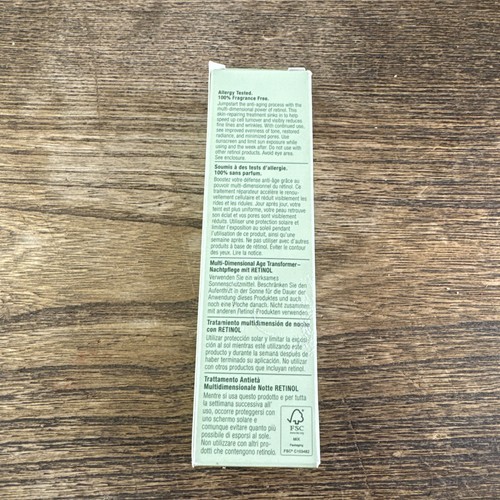 Allergy Tested.
100% Fragrance Free.
Jumpstart the anti-aging process with the
multi-dimensional power of retinol. This
skin-repairing treatment sinks in to help
speed up cell turnover and visibly reduces
fine lines and wrinkles. With continued use,
see improved evenness of tone, restored
radiance, and minimized pores. Use
sunscreen and limit sun exposure while
using and the week after. Do not use with
other retinol products. Avoid eye area.
See enclosure.
Soumis à des tests d'allergie.
100% sans parfum.
Boostez votre défense anti-âge grâce au
pouvoir multi-dimensionnel du rétinol. Ce
traitement réparateur accélère le renou-
vellement cellulaire et réduit visiblement les
rides et les ridules. Jour après jour, votre
teint est plus uniforme, votre peau retrouve
son éclat et vos pores sont visiblement
réduits. Utiliser une protection solaire et
limiter l'exposition au soleil pendant
l'utilisation de ce produit, ainsi qu'une
semaine après. Ne pas utiliser avec d'autres
produits à base de rétinol. Éviter le contour
des yeux. Lire la notice.
Multi-Dimensional Age Transformer–
Nachtpflege mit RETINOL
Verwenden Sie ein wirksames
Sonnenschutzmittel. Beschränken Sie den
Aufenthalt in der Sonne für die Dauer der
Anwendung dieses Produktes und auch
noch eine Woche danach. Nicht zusammen
mit anderen Retinol-Produkten verwenden.
Tratamiento multidimensión de noche
con RETINOL
Utilizar protección solar y limitar la exposi-
ción al sol mientras esté utilizando este
producto y durante la semana después de
haber terminado su aplicación. No utilizar
con otros productos que incluyan retinol.
Trattamento Antietà
Multidimensionale Notte RETINOL
Mentre si usa questo prodotto e per tutta
la settimana successiva all'
uso, occorre proteggersi con
uno schermo solare e
comunque evitare quanto più
possibile di esporsi al sole.
Non utilizzare con altri pro-
dotti che contengono retinolo.
FSC
MIX
Packaging